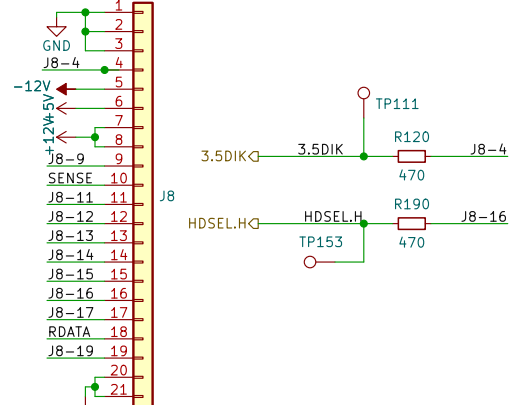 1
2
3
GND
J8-4
4
-12V
5
+5V
6
+12V
7
8
J8-9
9
SENSE
10
J8-11
11
J8-12
12
J8-13
13
J8-14
14
J8-15
15
J8-16
16
J8-17
17
RDATA
18
J8-19
19
20
21
J8
TP111
3.5DIK
3.5DIK
R120
470
J8-4
HDSEL.H
HDSEL.H
R190
470
J8-16
TP153